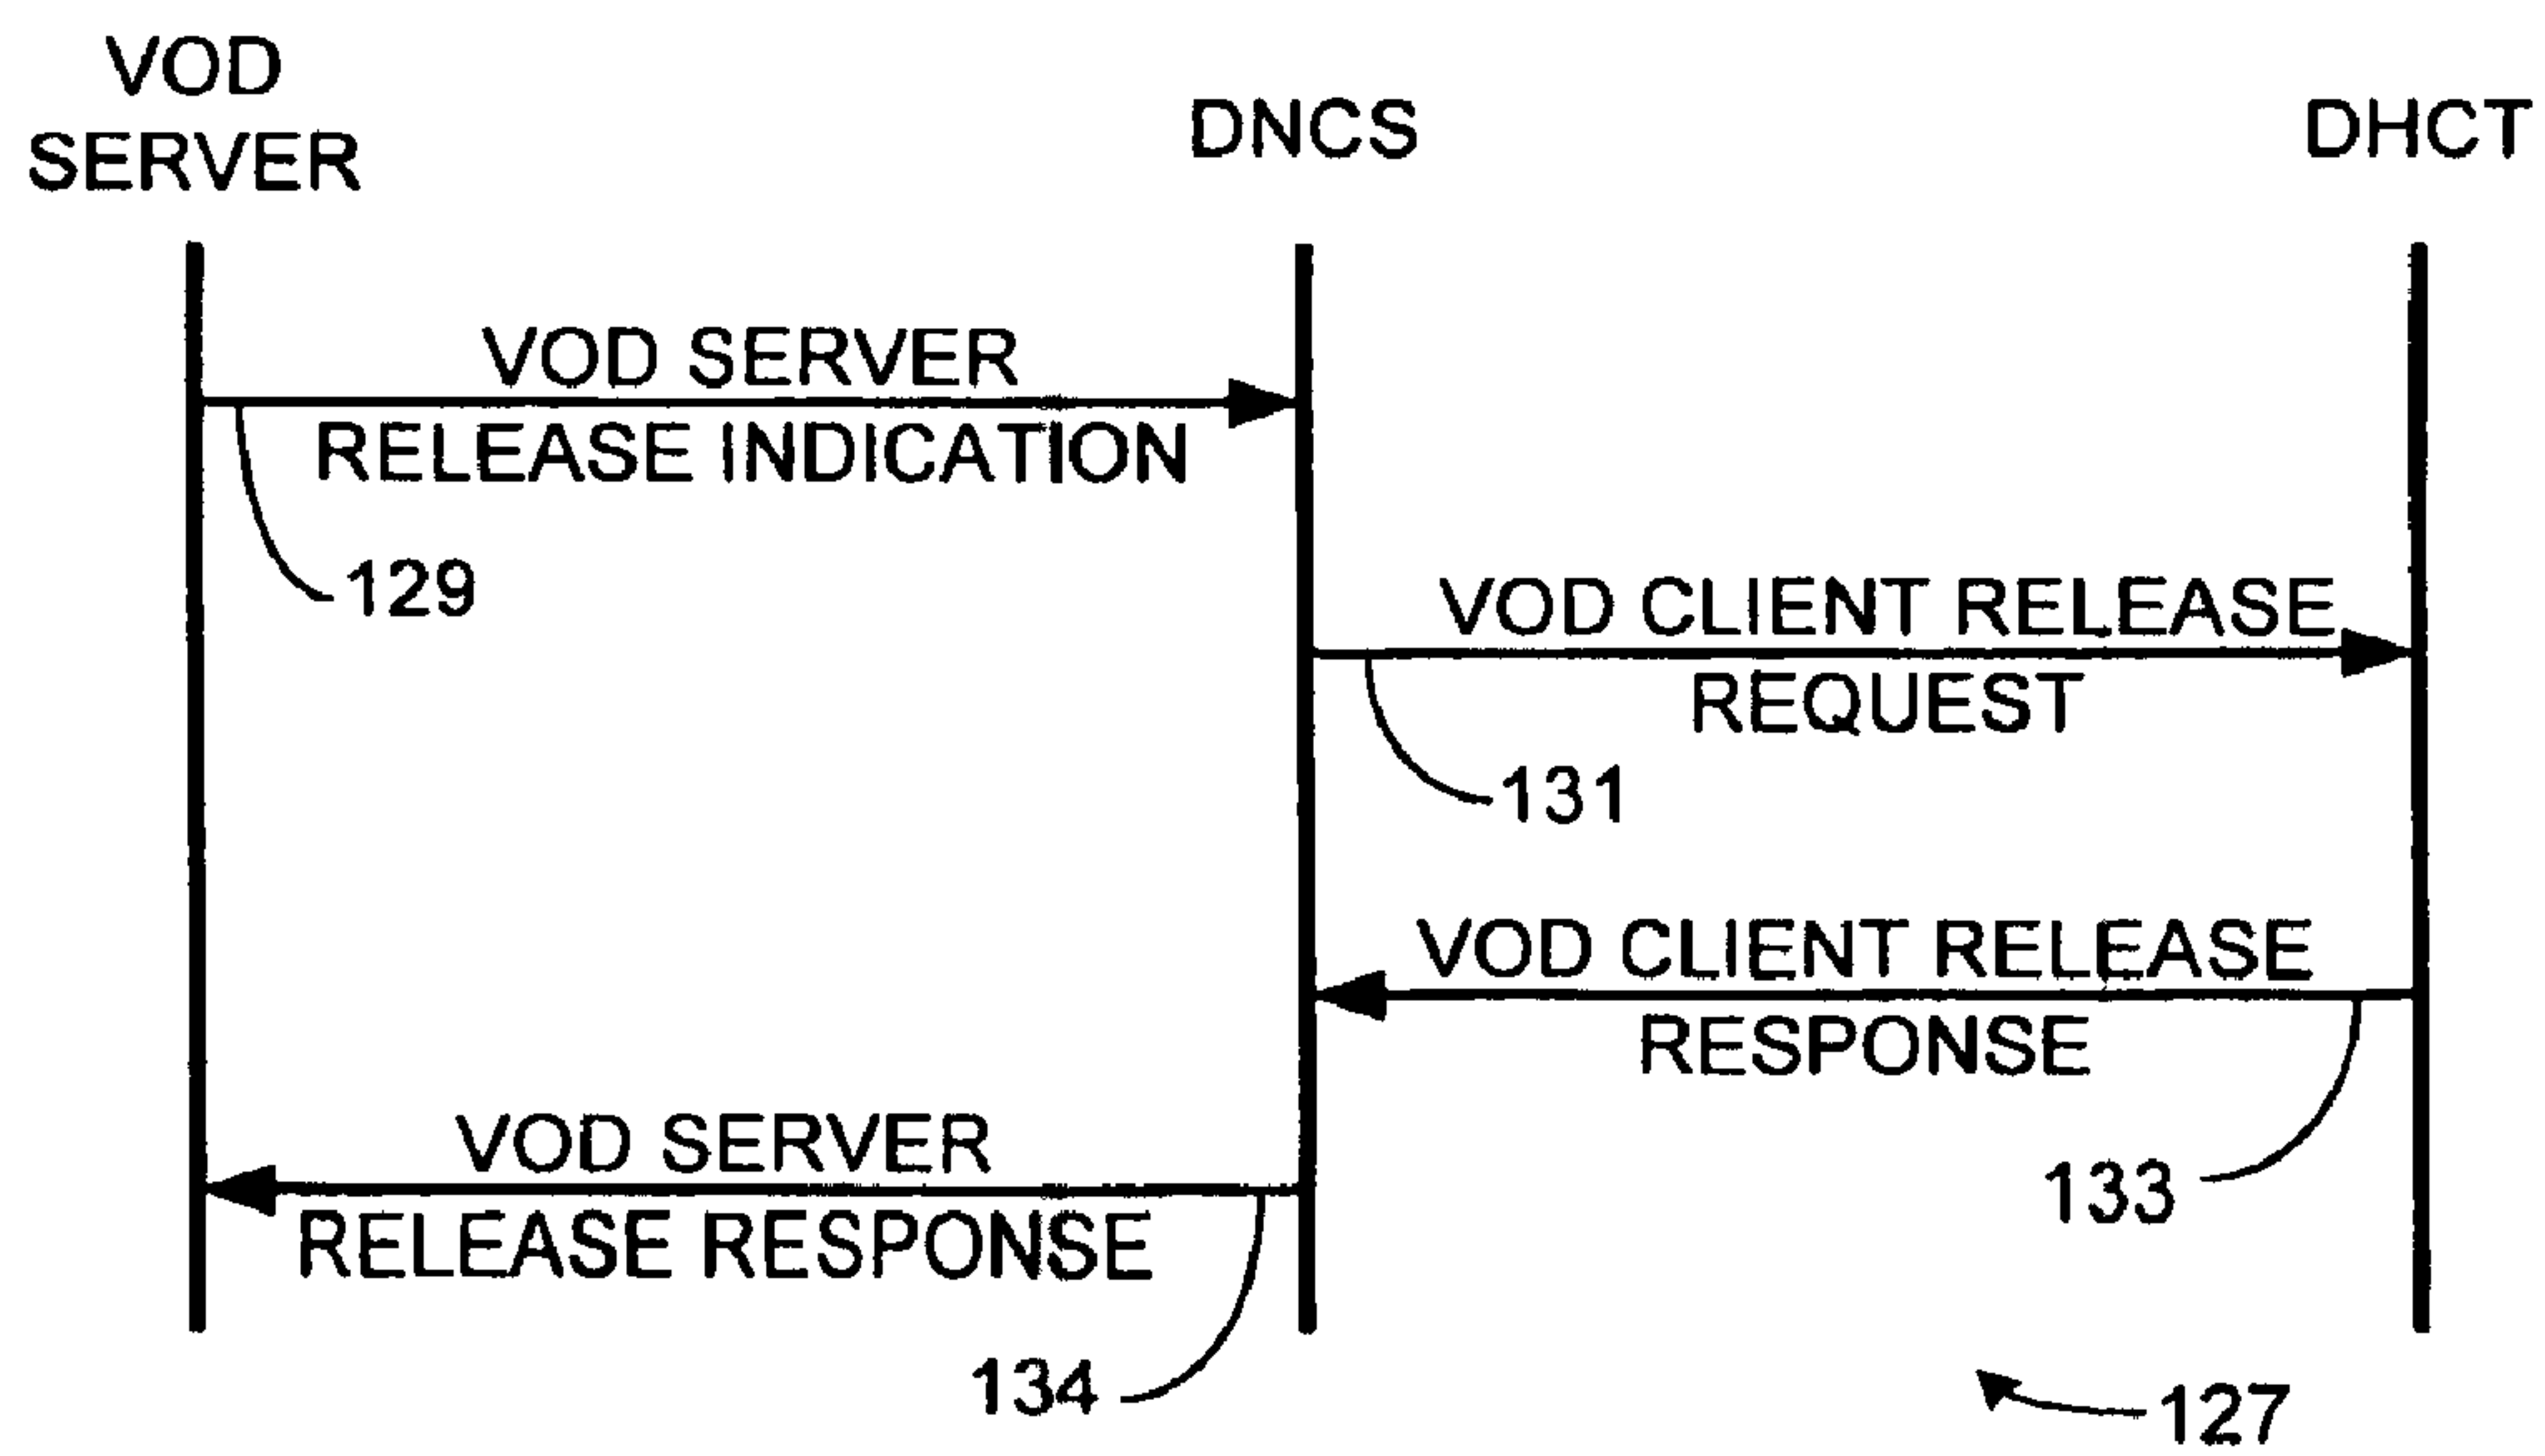 VOD
SERVER
DNCS
DHCT
VOD SERVER
RELEASE INDICATION
129
VOD CLIENT RELEASE
REQUEST
131
VOD CLIENT RELEASE
RESPONSE
133
VOD SERVER
RELEASE RESPONSE
134
127